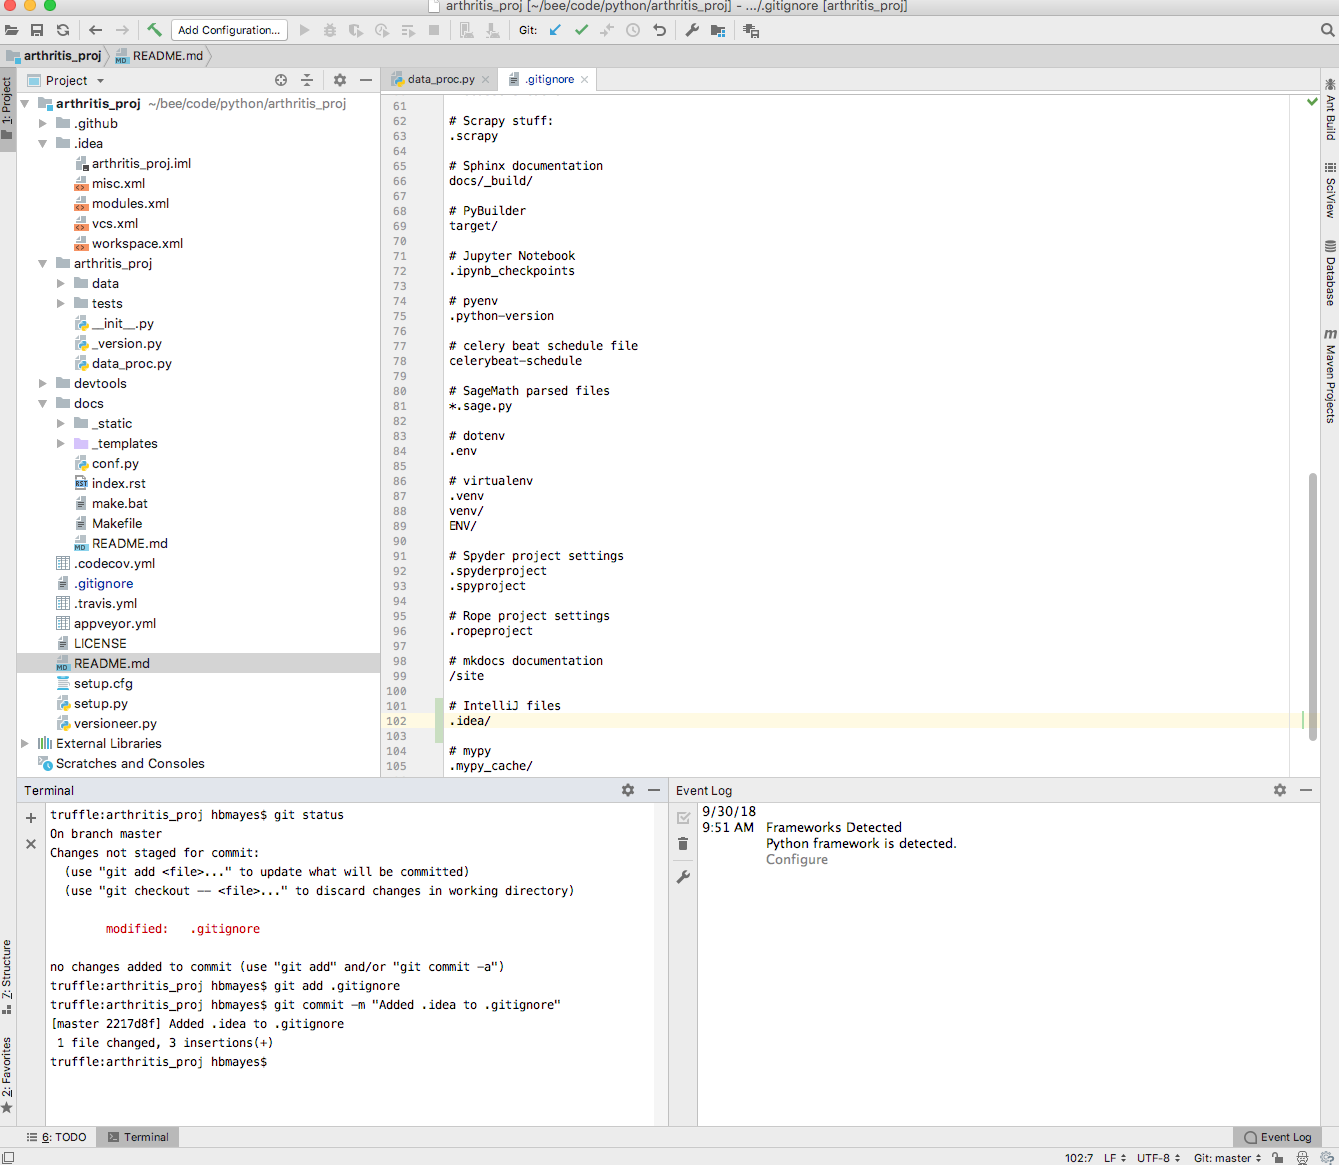 arthritis_proj [~/bee/code/python/arthritis_proj] - .../.gitignore [arthritis_proj]
Add Configuration...
Git:
arthritis_proj
README.md
1: Project
Project
data_proc.py
.gitignore
arthritis_proj ~/bee/code/python/arthritis_proj
.github
.idea
arthritis_proj.iml
misc.xml
modules.xml
vcs.xml
workspace.xml
arthritis_proj
data
tests
__init__.py
_version.py
data_proc.py
devtools
docs
_static
_templates
conf.py
index.rst
make.bat
Makefile
README.md
.codecov.yml
.gitignore
.travis.yml
appveyor.yml
LICENSE
README.md
setup.cfg
setup.py
versioneer.py
External Libraries
Scratches and Consoles
61
62 # Scrapy stuff:
63 .scrapy
64
65 # Sphinx documentation
66 docs/_build/
67
68 # PyBuilder
69 target/
70
71 # Jupyter Notebook
72 .ipynb_checkpoints
73
74 # pyenv
75 .python-version
76
77 # celery beat schedule file
78 celerybeat-schedule
79
80 # SageMath parsed files
81 *.sage.py
82
83 # dotenv
84 .env
85
86 # virtualenv
87 .venv
88 venv/
89 ENV/
90
91 # Spyder project settings
92 .spyderproject
93 .spyproject
94
95 # Rope project settings
96 .ropeproject
97
98 # mkdocs documentation
99 /site
100
101 # IntelliJ files
102 .idea/
103
104 # mypy
105 .mypy_cache/
Ant Build
SciView
Database
Maven Projects
Terminal
truffle:arthritis_proj hbmayes$ git status
On branch master
Changes not staged for commit:
(use "git add <file>..." to update what will be committed)
(use "git checkout -- <file>..." to discard changes in working directory)
modified: .gitignore
no changes added to commit (use "git add" and/or "git commit -a")
truffle:arthritis_proj hbmayes$ git add .gitignore
truffle:arthritis_proj hbmayes$ git commit -m "Added .idea to .gitignore"
[master 2217d8f] Added .idea to .gitignore
1 file changed, 3 insertions(+)
truffle:arthritis_proj hbmayes$
Event Log
9/30/18
9:51 AM Frameworks Detected
Python framework is detected.
Configure
7: Structure
2: Favorites
6: TODO
Terminal
Event Log
102:7 LF UTF-8 Git: master